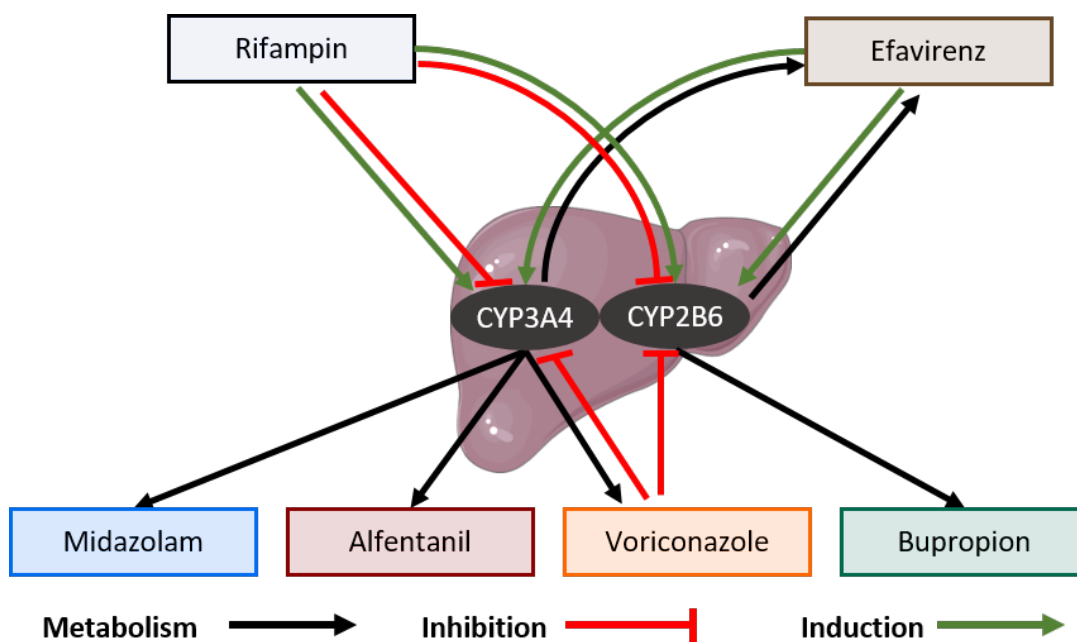 Rifampin
Efavirenz
CYP3A4
CYP2B6
Midazolam
Alfentanil
Voriconazole
Bupropion
Metabolism
Inhibition
Induction